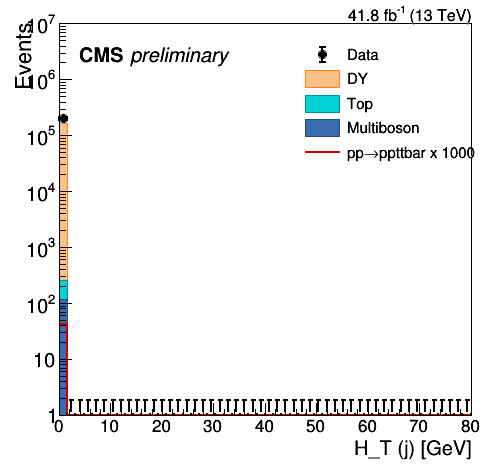 41.8 fb⁻¹ (13 TeV)
Events
CMS preliminary
Data
DY
Top
Multiboson
pp→ppttbar x 1000
10⁷
10⁶
10⁵
10⁴
10³
10²
10
1
0 10 20 30 40 50 60 70 80
H_T (j) [GeV]